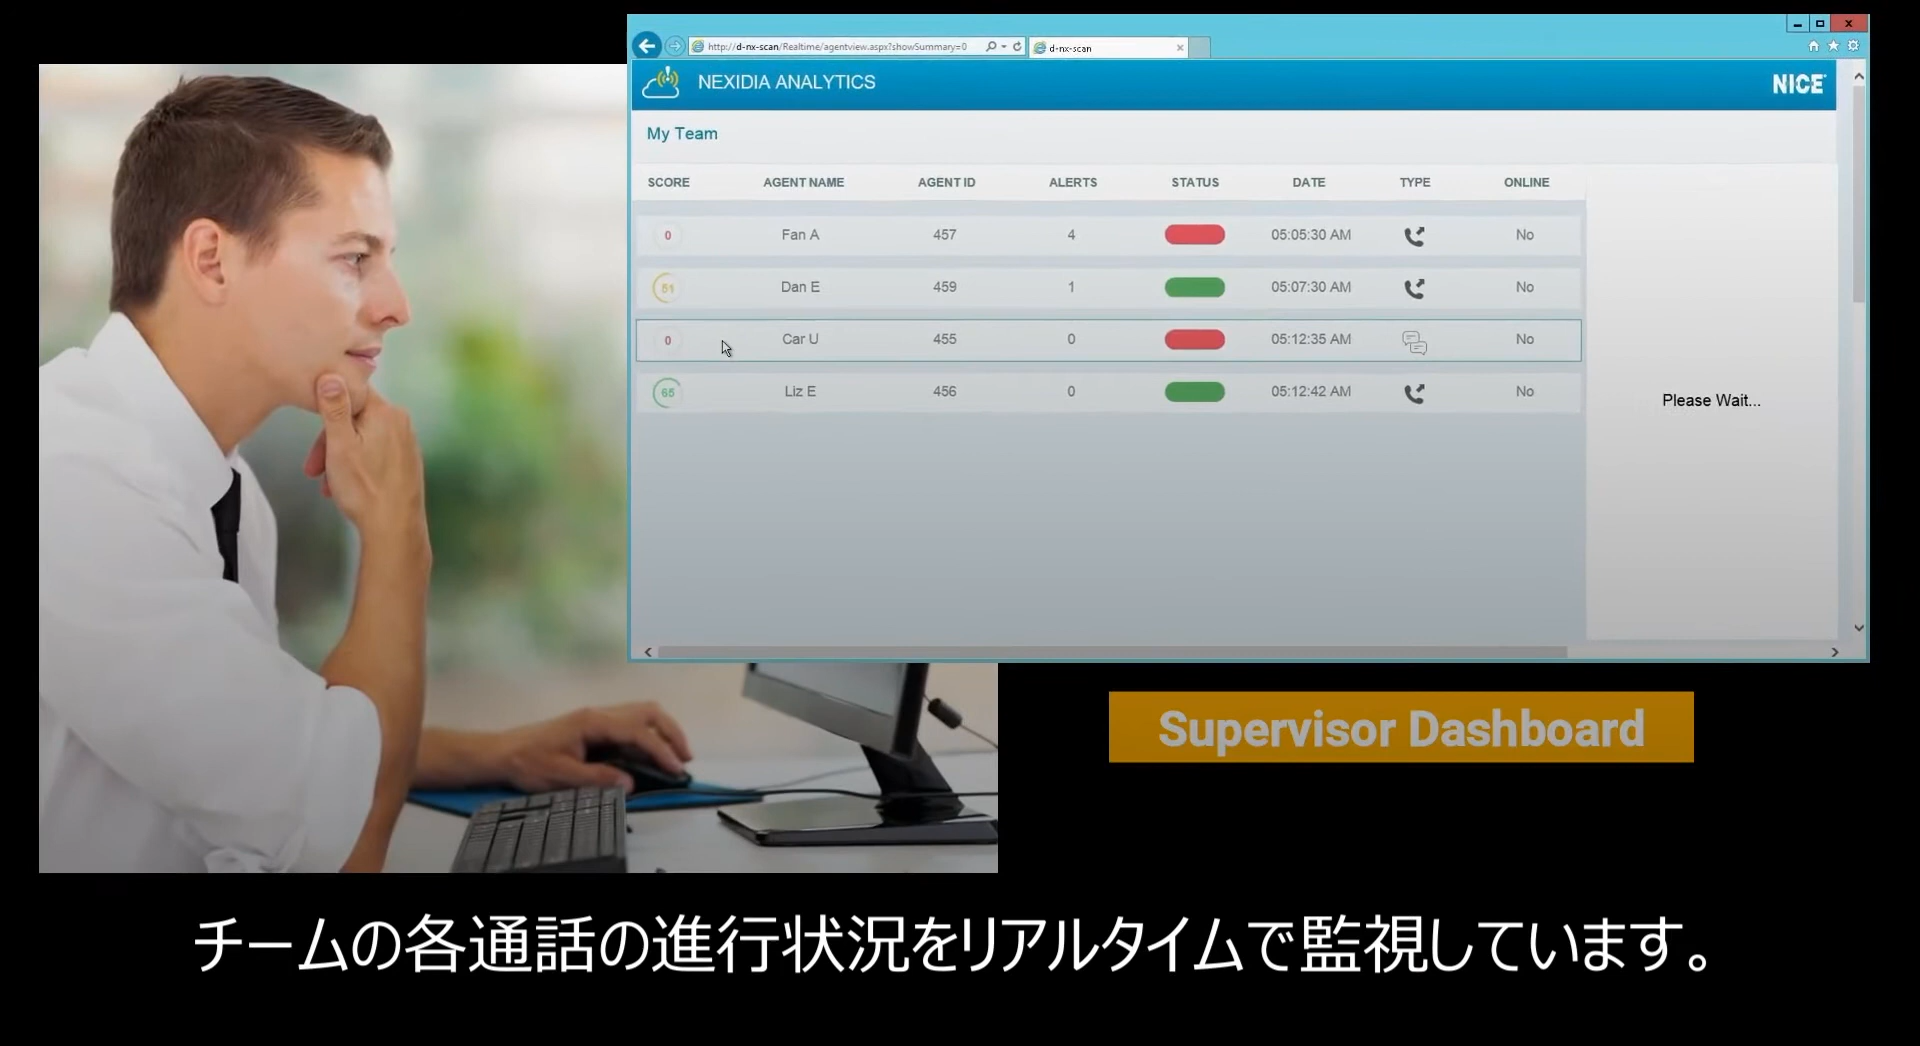 http://d-nx-scan/Realtime/agentview.aspx?showSummary=0
d-nx-scan
NEXIDIA ANALYTICS
NICE
My Team
SCORE AGENT NAME AGENT ID ALERTS STATUS DATE TYPE ONLINE
0 Fan A 457 4 05:05:30 AM No
51 Dan E 459 1 05:07:30 AM No
0 Car U 455 0 05:12:35 AM No
65 Liz E 456 0 05:12:42 AM No
Please Wait...
Supervisor Dashboard
チームの各通話の進行状況をリアルタイムで監視しています。